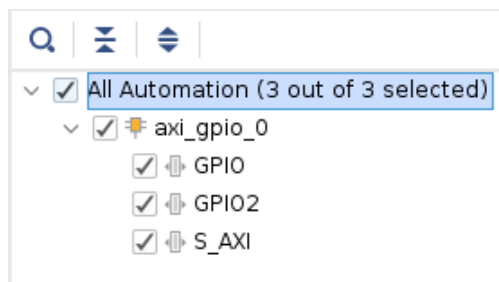 All Automation (3 out of 3 selected)
axi_gpio_0
GPIO
GPIO2
S_AXI